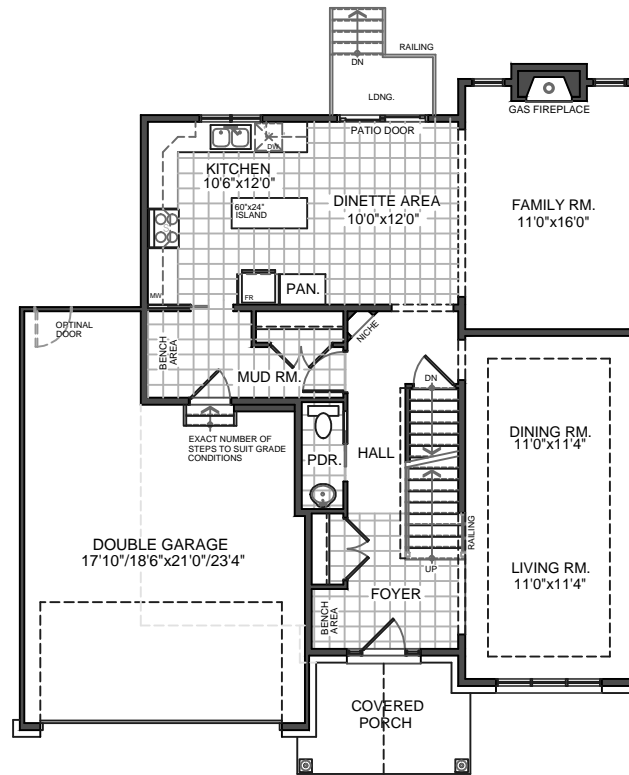 DN
RAILING
LDNG.
GAS FIREPLACE
PATIO DOOR
DW
KITCHEN
10'6"x12'0"
DINETTE AREA
10'0"x12'0"
60"x24"
ISLAND
FAMILY RM.
11'0"x16'0"
MW
FR
PAN.
OPTINAL
DOOR
BENCH
AREA
NICHE
MUD RM.
DN
EXACT NUMBER OF
STEPS TO SUIT GRADE
CONDITIONS
PDR.
HALL
DINING RM.
11'0"x11'4"
DOUBLE GARAGE
17'10"/18'6"x21'0"/23'4"
RAILING
UP
LIVING RM.
11'0"x11'4"
FOYER
BENCH
AREA
COVERED
PORCH